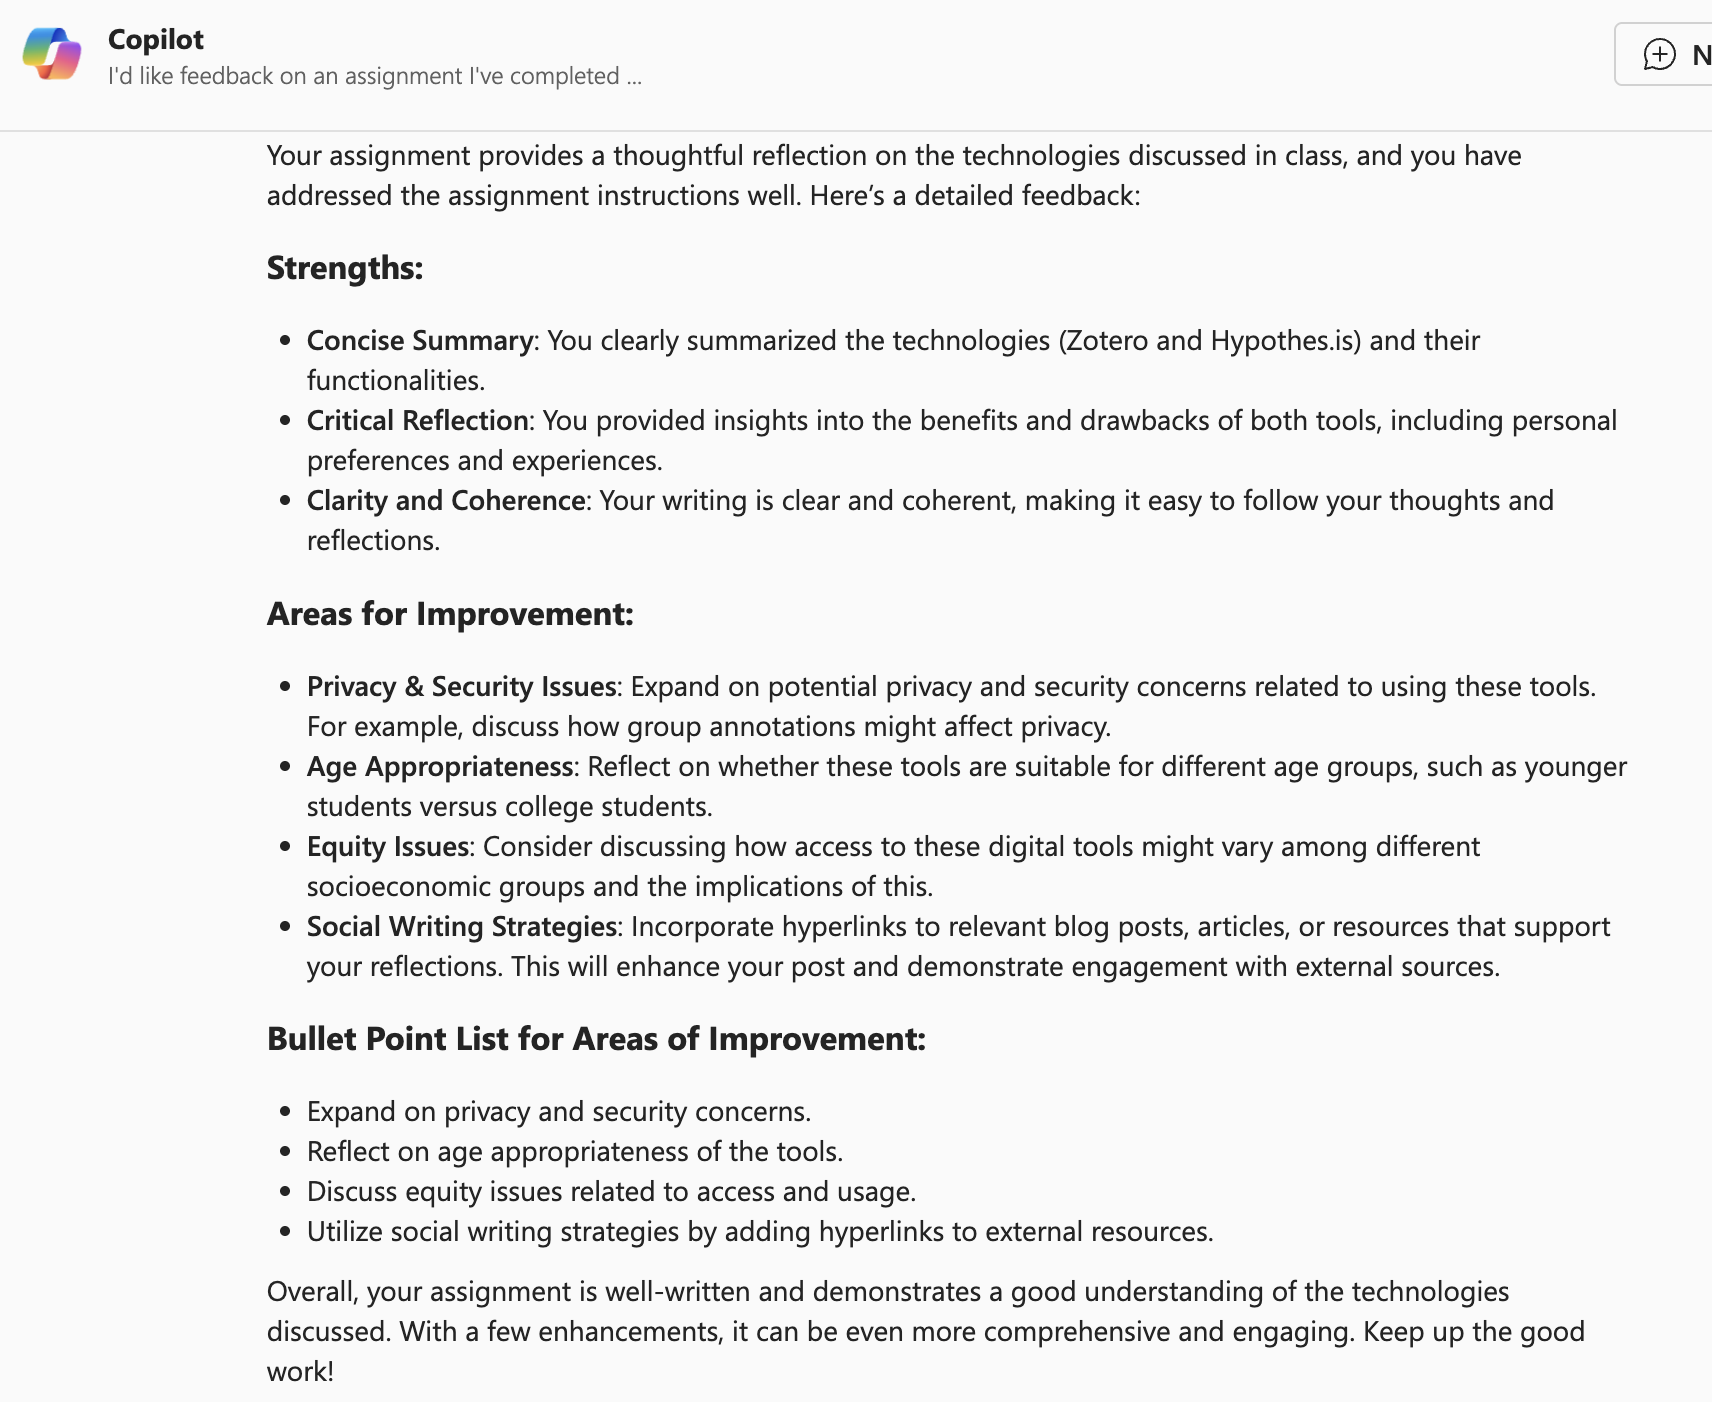 Copilot
I'd like feedback on an assignment I've completed ...
N
Your assignment provides a thoughtful reflection on the technologies discussed in class, and you have
addressed the assignment instructions well. Here’s a detailed feedback:
Strengths:
• Concise Summary: You clearly summarized the technologies (Zotero and Hypothes.is) and their
functionalities.
• Critical Reflection: You provided insights into the benefits and drawbacks of both tools, including personal
preferences and experiences.
• Clarity and Coherence: Your writing is clear and coherent, making it easy to follow your thoughts and
reflections.
Areas for Improvement:
• Privacy & Security Issues: Expand on potential privacy and security concerns related to using these tools.
For example, discuss how group annotations might affect privacy.
• Age Appropriateness: Reflect on whether these tools are suitable for different age groups, such as younger
students versus college students.
• Equity Issues: Consider discussing how access to these digital tools might vary among different
socioeconomic groups and the implications of this.
• Social Writing Strategies: Incorporate hyperlinks to relevant blog posts, articles, or resources that support
your reflections. This will enhance your post and demonstrate engagement with external sources.
Bullet Point List for Areas of Improvement:
• Expand on privacy and security concerns.
• Reflect on age appropriateness of the tools.
• Discuss equity issues related to access and usage.
• Utilize social writing strategies by adding hyperlinks to external resources.
Overall, your assignment is well-written and demonstrates a good understanding of the technologies
discussed. With a few enhancements, it can be even more comprehensive and engaging. Keep up the good
work!